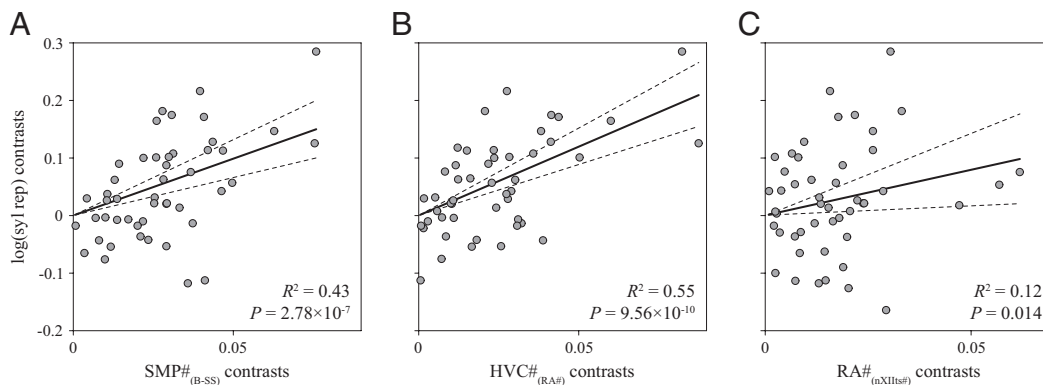 A
B
C
log(syl rep) contrasts
0.3
0.2
0.1
0
-0.1
-0.2
R² = 0.43
P = 2.78×10⁻⁷
R² = 0.55
P = 9.56×10⁻¹⁰
R² = 0.12
P = 0.014
0 0.05
0 0.05
0 0.05
SMP#(B-SS) contrasts
HVC#(RA#) contrasts
RA#(nXIIts#) contrasts